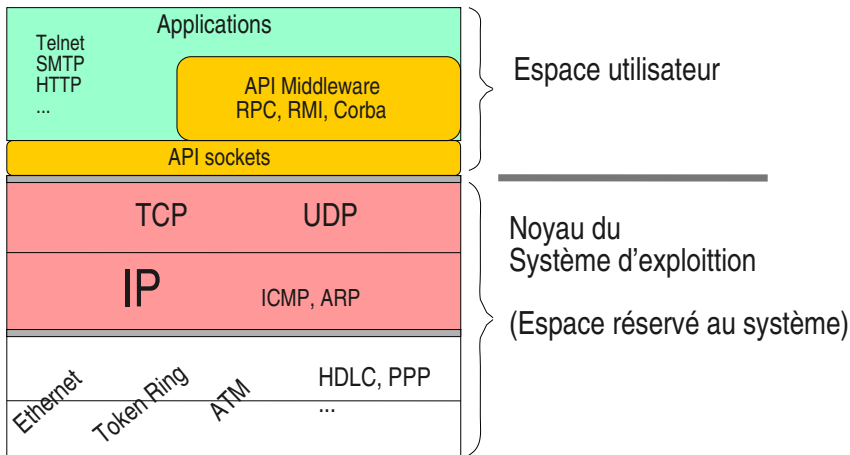 Applications
Telnet
SMTP
HTTP
...
API Middleware
RPC, RMI, Corba
API sockets
Espace utilisateur
TCP
UDP
IP
ICMP, ARP
Noyau du
Système d'exploittion
(Espace réservé au système)
Ethernet
Token Ring
ATM
HDLC, PPP
...